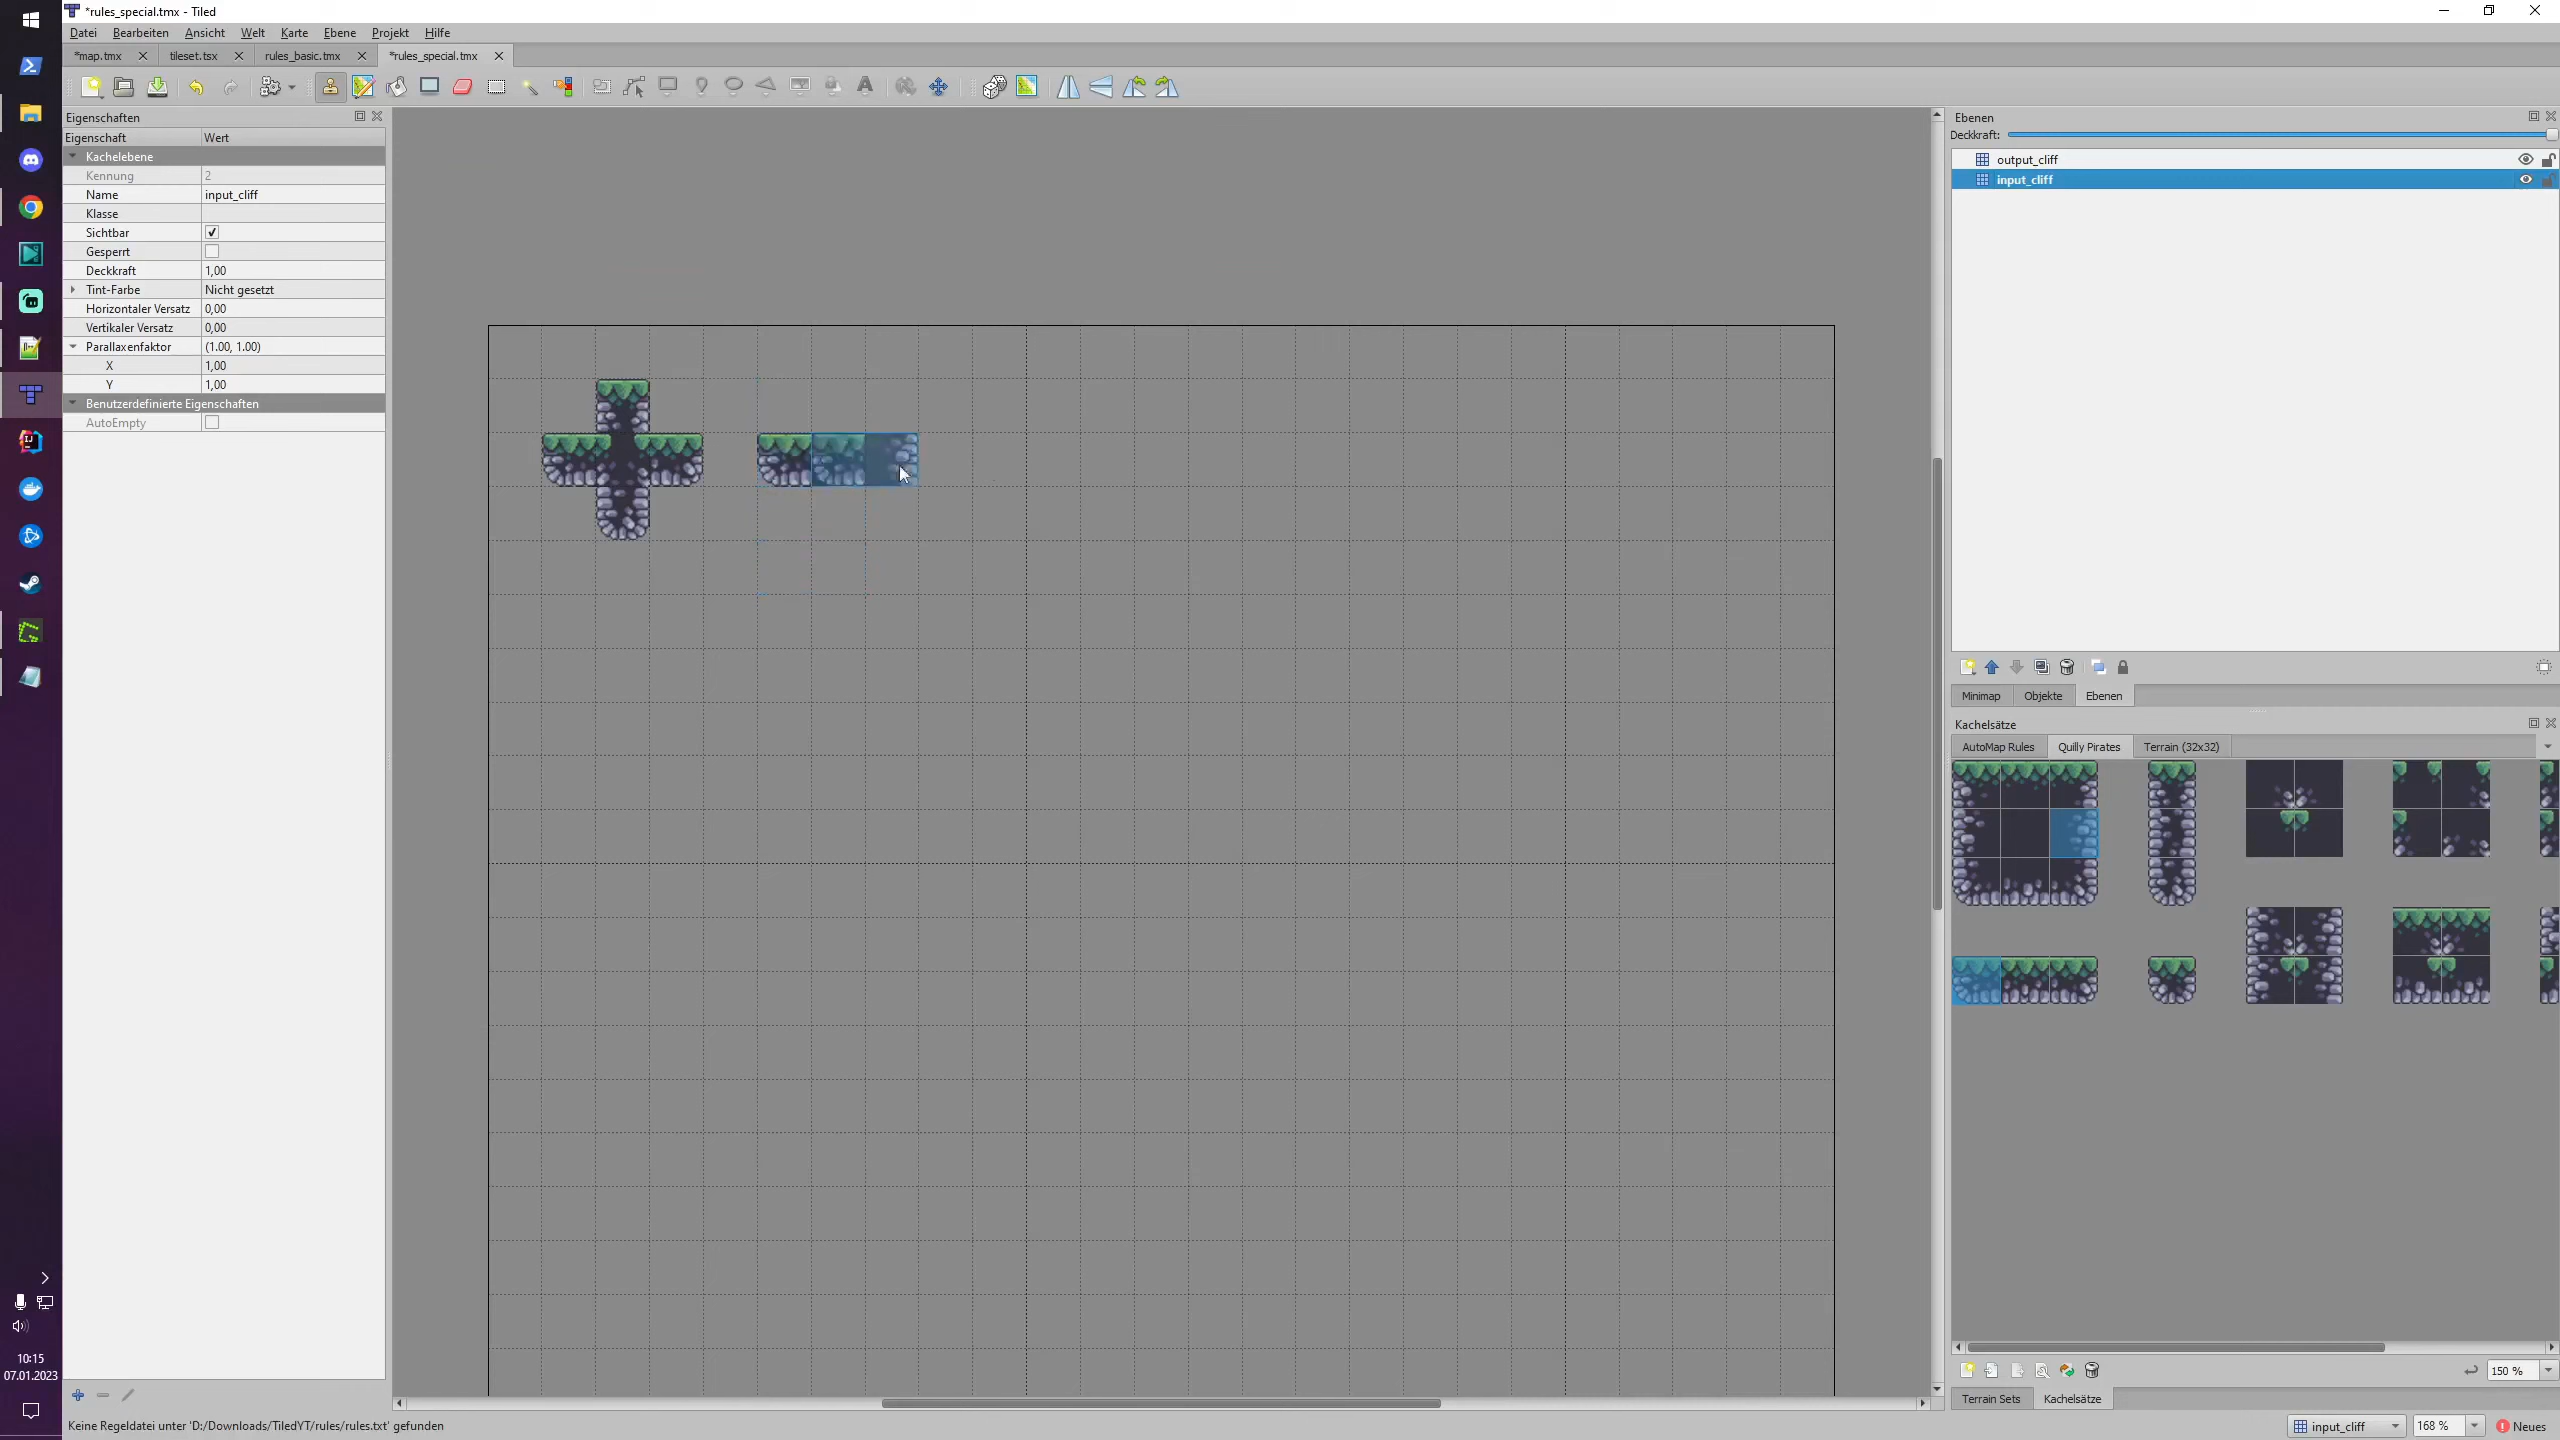 *rules_special.tmx - Tiled
Datei Bearbeiten Ansicht Welt Karte Ebene Projekt Hilfe
*map.tmx tileset.tsx rules_basic.tmx *rules_special.tmx
Eigenschaften
Eigenschaft Wert
Kachelebene
Kennung 2
Name input_cliff
Klasse
Sichtbar
Gesperrt
Deckkraft 1,00
Tint-Farbe Nicht gesetzt
Horizontaler Versatz 0,00
Vertikaler Versatz 0,00
Parallaxenfaktor (1.00, 1.00)
X 1,00
Y 1,00
Benutzerdefinierte Eigenschaften
AutoEmpty
Ebenen
Deckkraft:
output_cliff
input_cliff
Minimap Objekte Ebenen
Kachelsätze
AutoMap Rules Quilly Pirates Terrain (32x32)
150 %
Terrain Sets Kachelsätze
10:15
07.01.2023
Keine Regeldatei unter 'D:/Downloads/TiledYT/rules/rules.txt' gefunden
input_cliff 168 % Neues